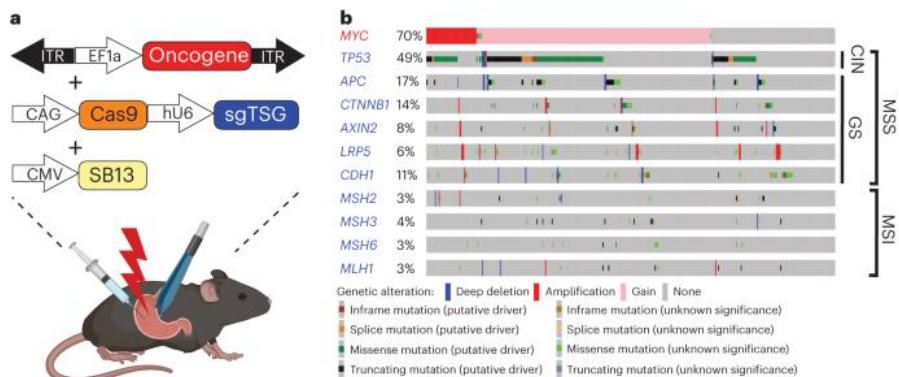 a
ITR EF1a Oncogene ITR
+
CAG Cas9 hU6 sgTSG
+
CMV SB13
b
MYC 70%
TP53 49%
APC 17%
CTNNB1 14%
AXIN2 8%
LRP5 6%
CDH1 11%
MSH2 3%
MSH3 4%
MSH6 3%
MLH1 3%
CIN
GS
MSS
MSI
Genetic alteration: Deep deletion Amplification Gain None
Inframe mutation (putative driver) Inframe mutation (unknown significance)
Splice mutation (putative driver) Splice mutation (unknown significance)
Missense mutation (putative driver) Missense mutation (unknown significance)
Truncating mutation (putative driver) Truncating mutation (unknown significance)